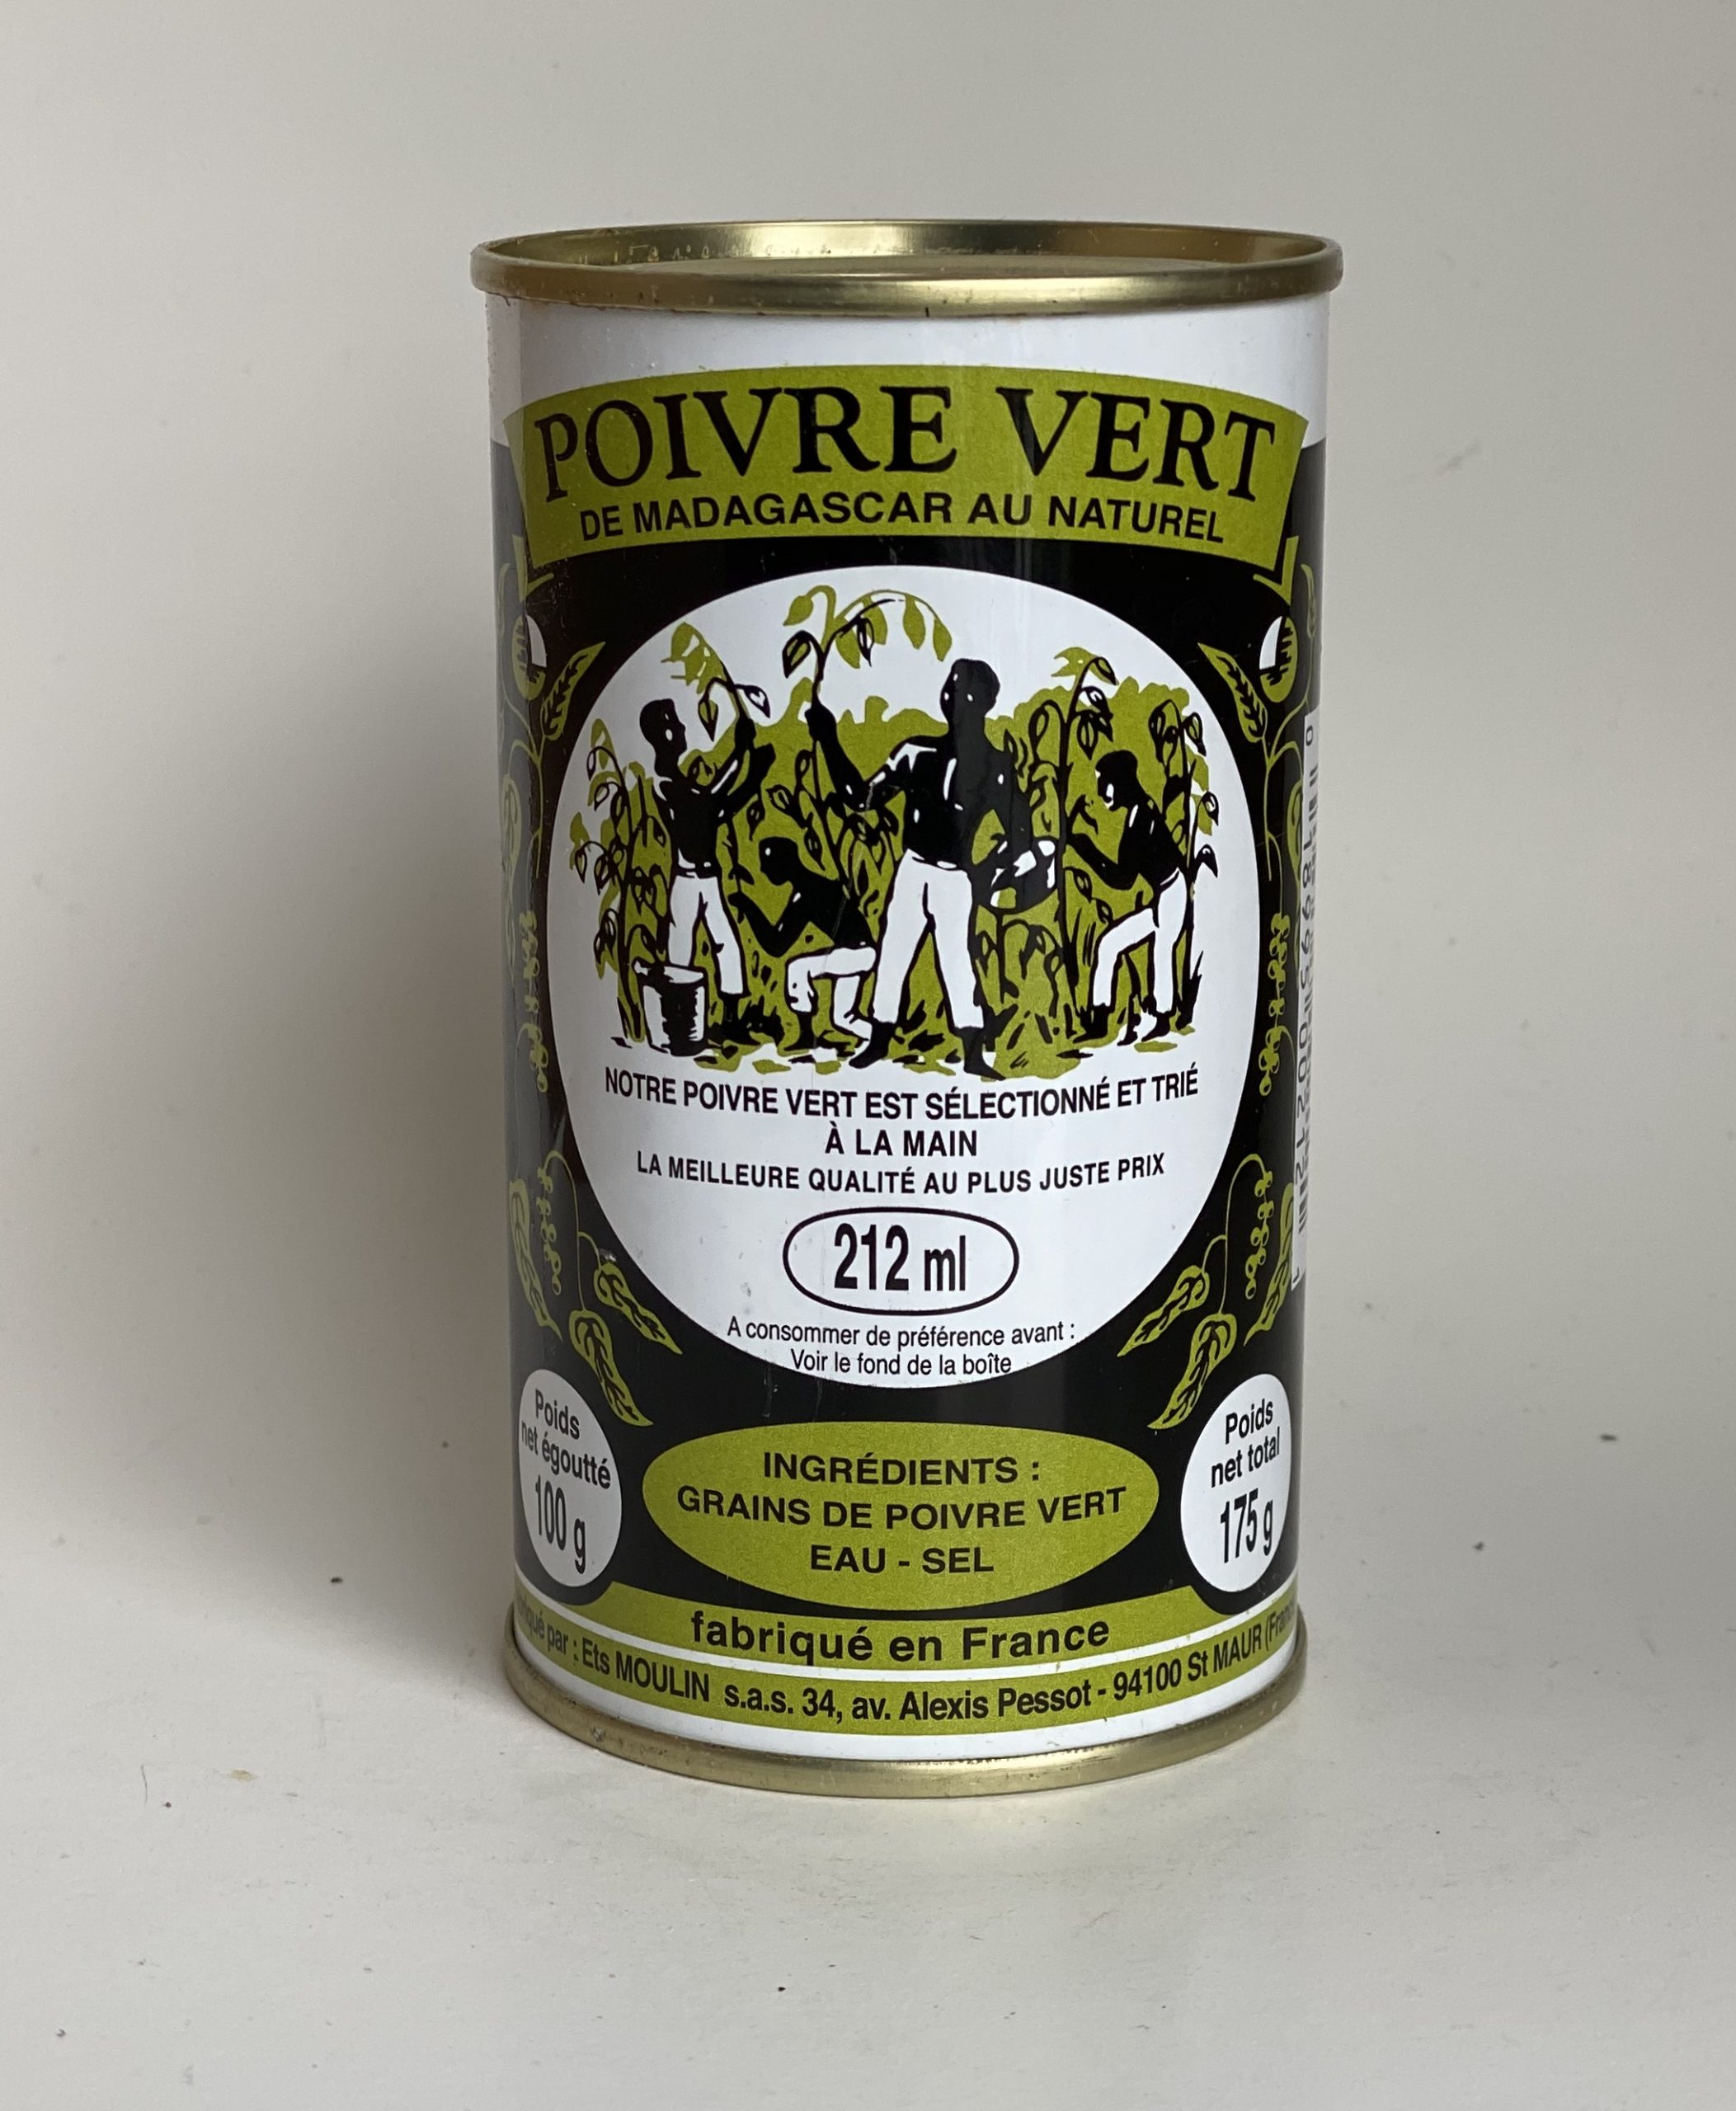 POIVRE VERT
DE MADAGASCAR AU NATUREL
NOTRE POIVRE VERT EST SÉLECTIONNÉ ET TRIÉ
À LA MAIN
LA MEILLEURE QUALITÉ AU PLUS JUSTE PRIX
212 ml
A consommer de préférence avant :
Voir le fond de la boîte
Poids
net égoutté
100 g
INGRÉDIENTS :
GRAINS DE POIVRE VERT
EAU - SEL
Poids
net total
175 g
fabriqué en France
par : Ets MOULIN s.a.s. 34, av. Alexis Pessot - 94100 St MAUR